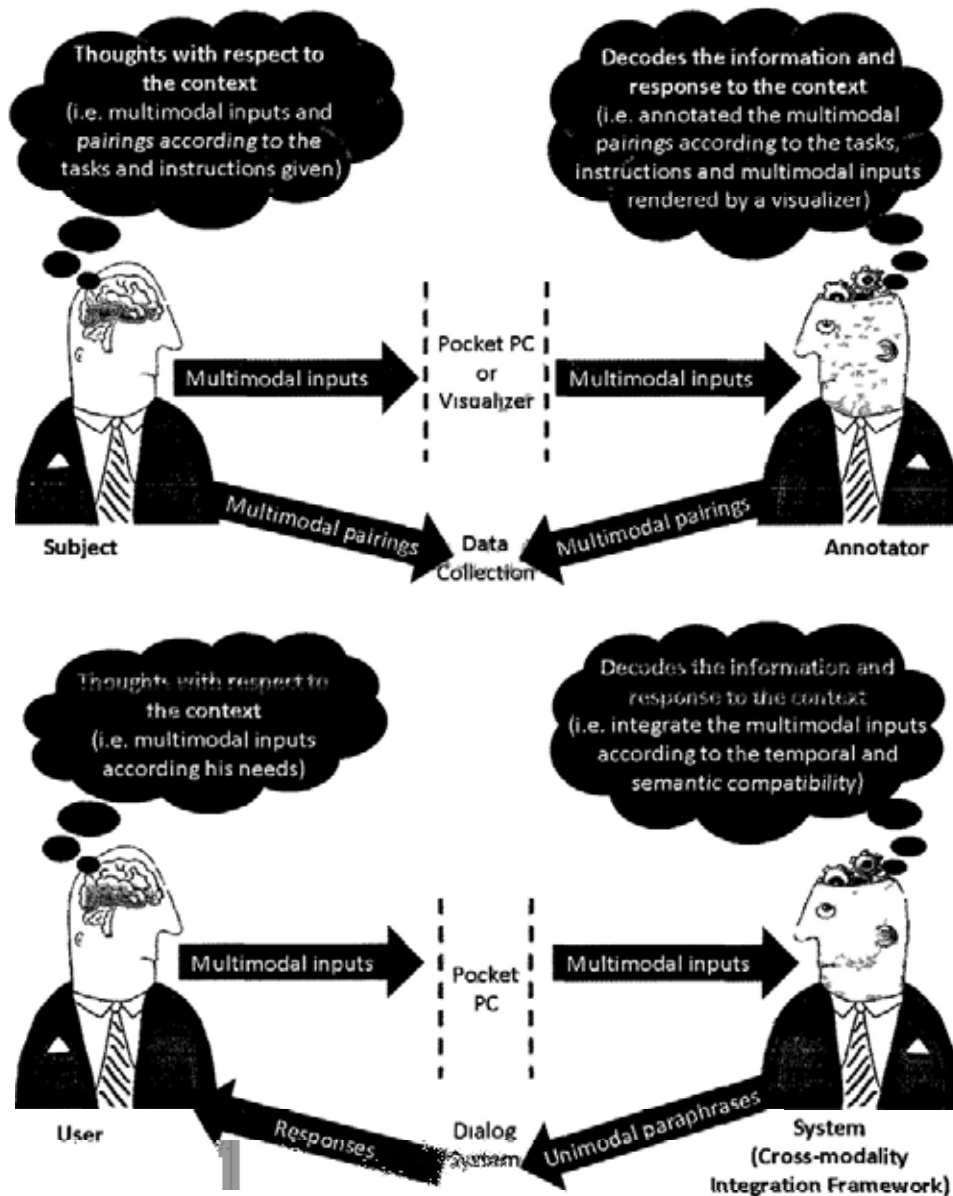 Thoughts with respect to
the context
(i.e. multimodal inputs and
pairings according to the
tasks and instructions given)
Decodes the information and
response to the context
(i.e. annotated the multimodal
pairings according to the tasks,
instructions and multimodal inputs
rendered by a visualizer)
Multimodal inputs
Pocket PC
or
Visualizer
Multimodal inputs
Multimodal pairings
Multimodal pairings
Subject
Data
Collection
Annotator
Thoughts with respect to
the context
(i.e. multimodal inputs
according his needs)
Decodes the information and
response to the context
(i.e. integrate the multimodal inputs
according to the temporal and
semantic compatibility)
Multimodal inputs
Pocket
PC
Multimodal inputs
Responses
Unimodal paraphrases
User
Dialog
System
System
(Cross-modality
Integration Framework)